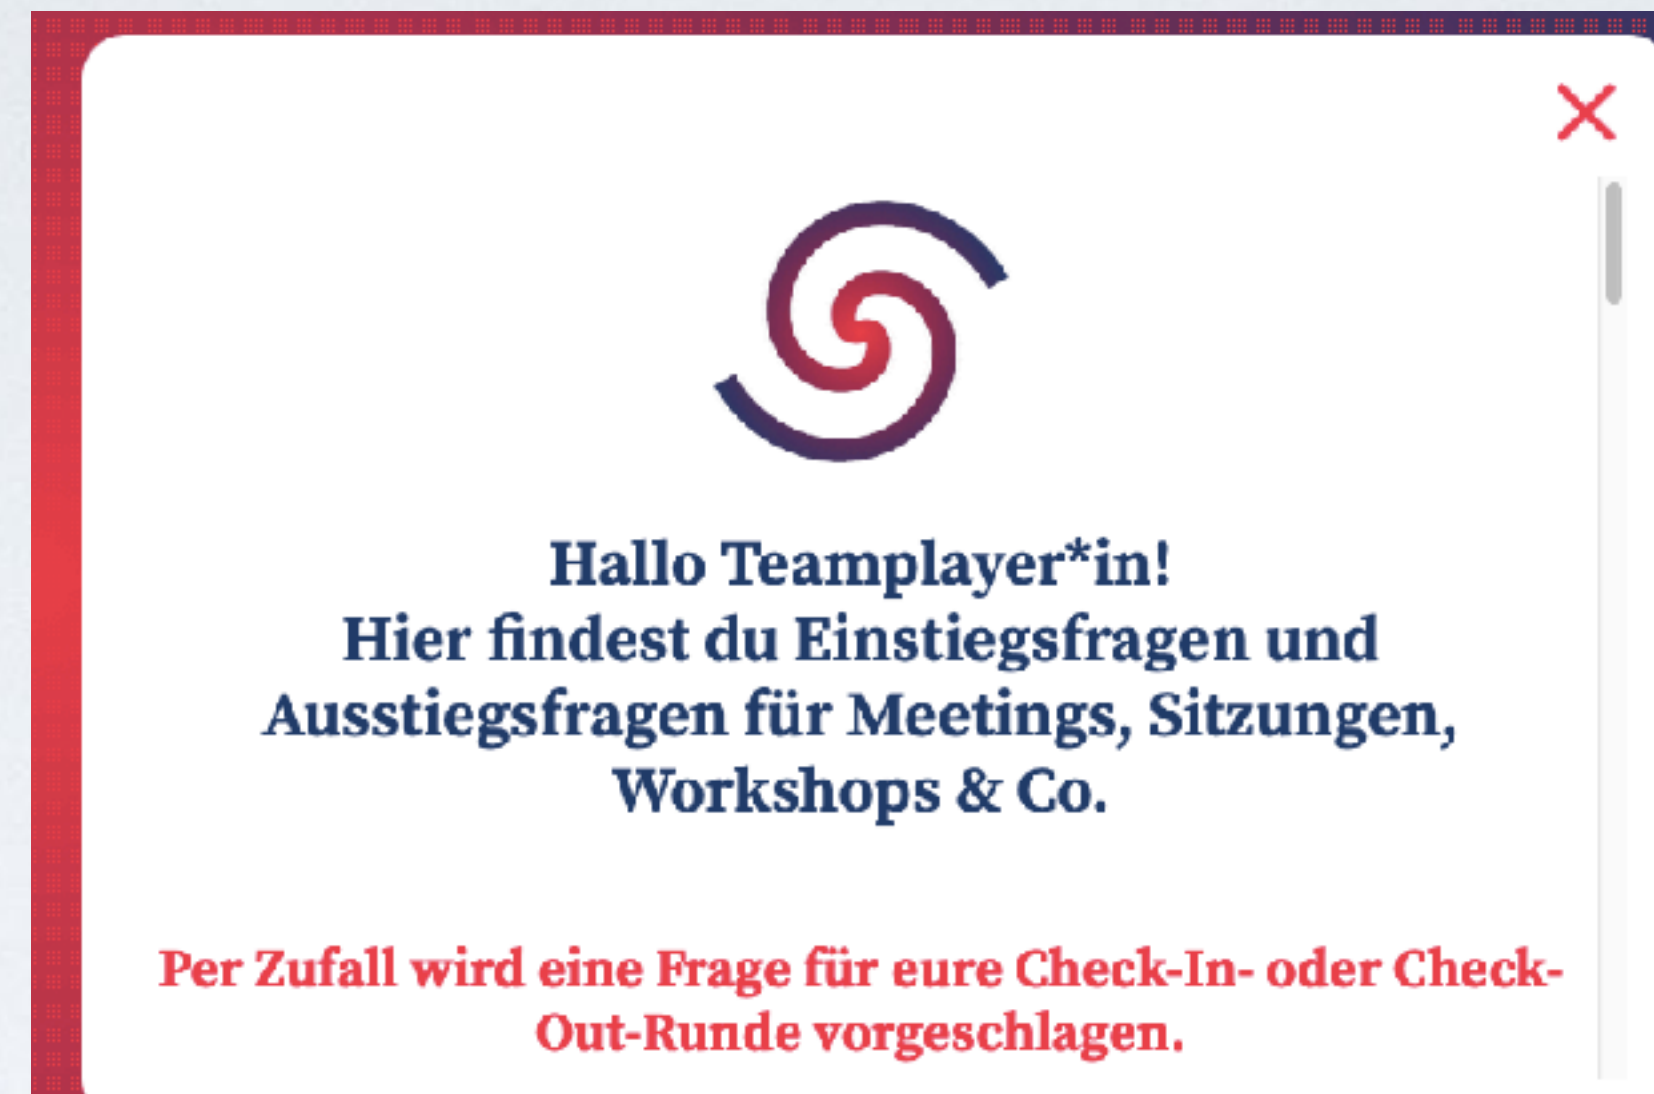 Hallo Teamplayer*in!
Hier findest du Einstiegsfragen und
Ausstiegsfragen für Meetings, Sitzungen,
Workshops & Co.
Per Zufall wird eine Frage für eure Check-In- oder Check-
Out-Runde vorgeschlagen.